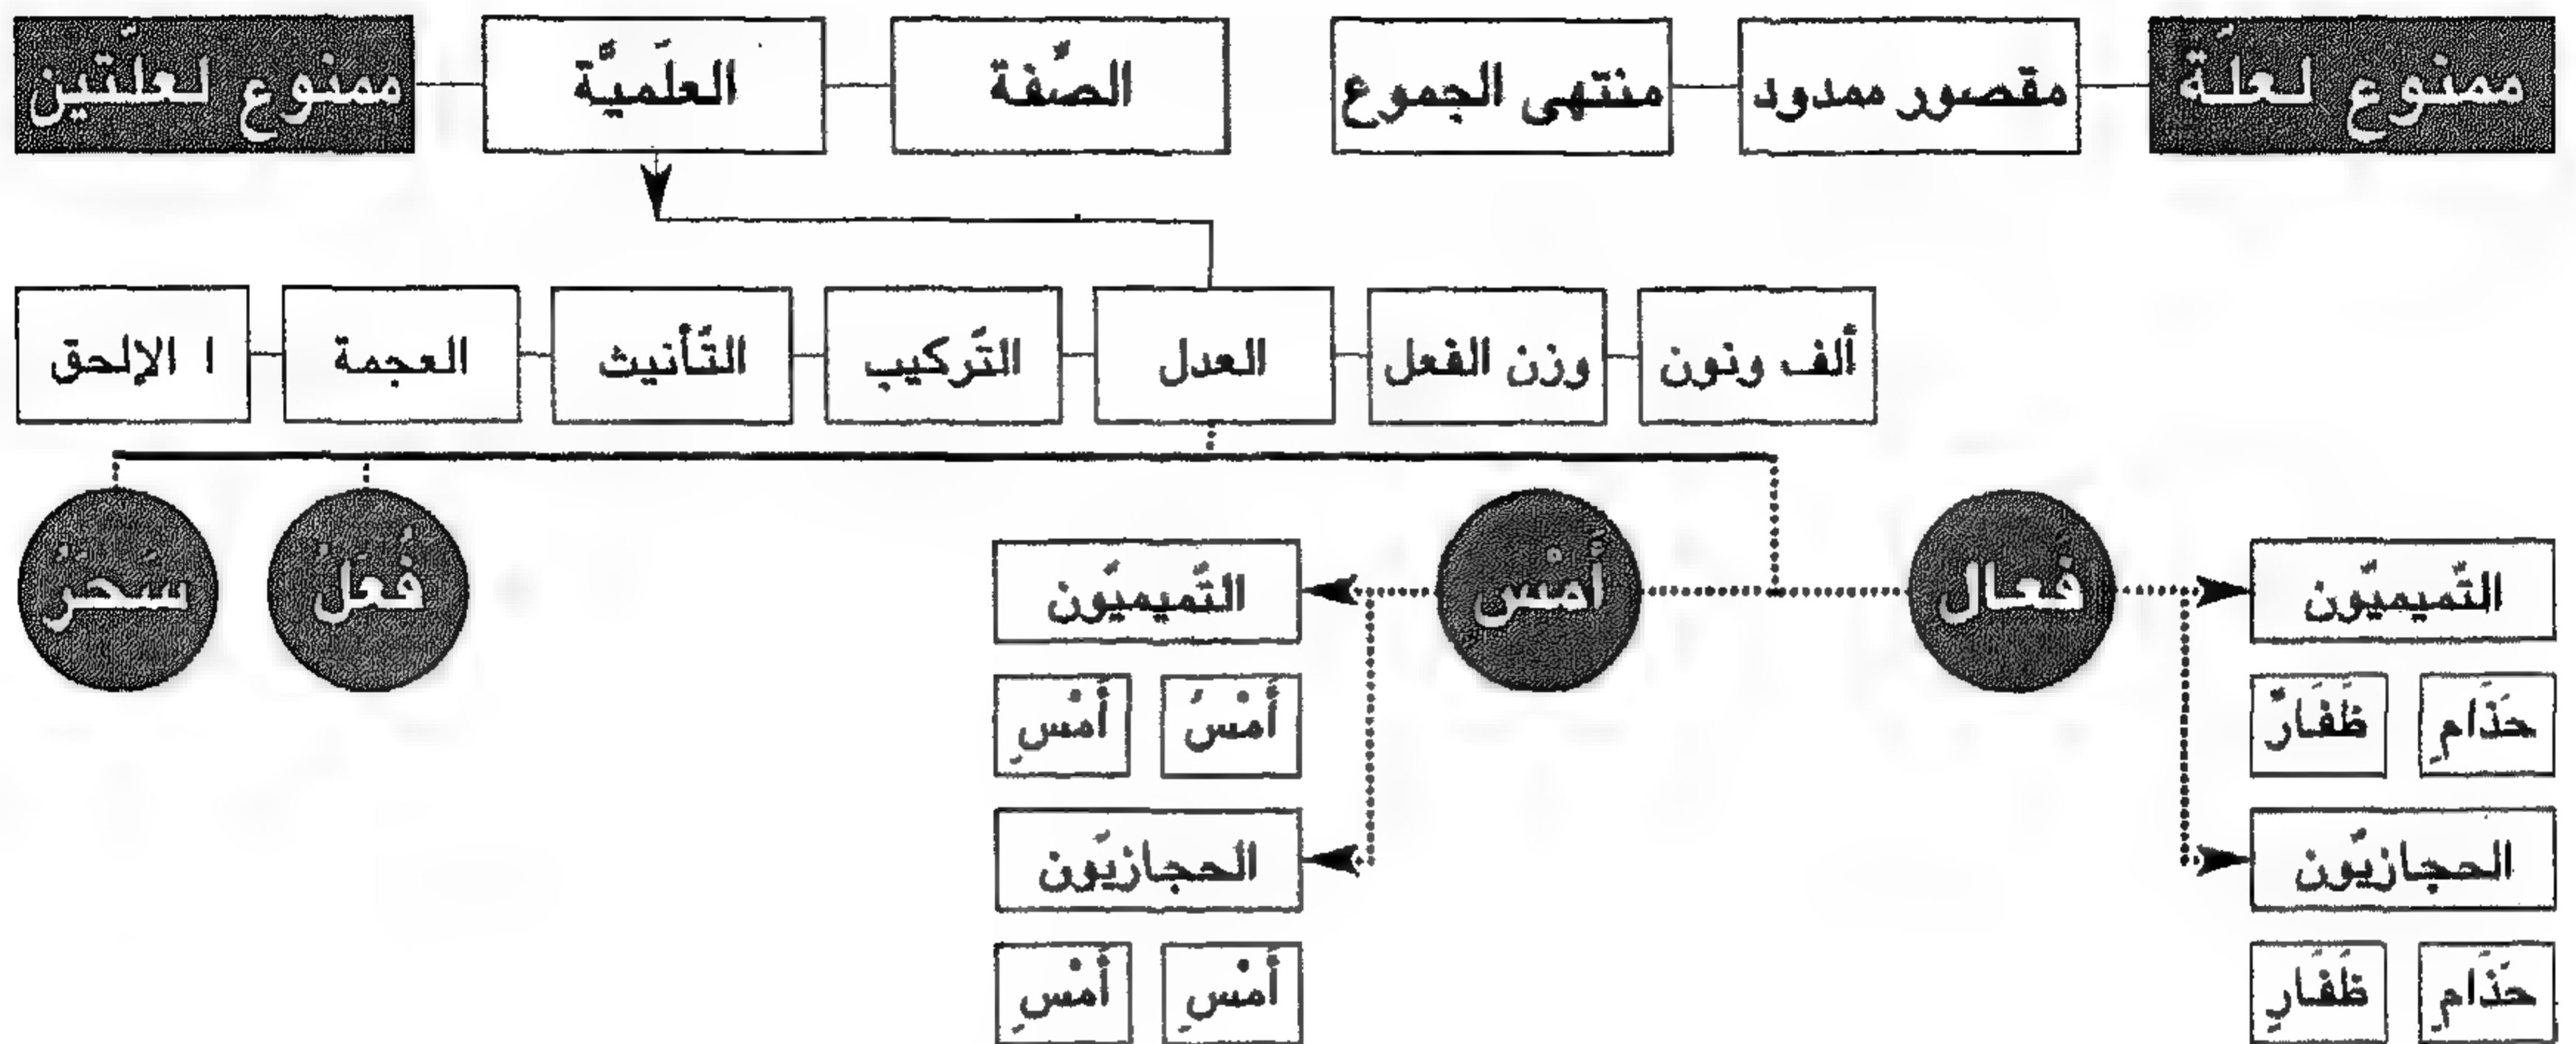 ممنوع لعلّة
مقصور ممدود
منتهى الجموع
الصّفة
العلَميّة
ممنوع لعلّتين
ألف ونون
وزن الفعل
العدل
التّركيب
التّأنيث
العجمة
ا الإلحق
فَعال
أمس
فُعَلُ
سَحَرُ
التّميميّون
حَذَامِ
ظَفَارُ
الحجازيّون
حَذَامِ
ظَفَارِ
التّميميّون
أَمْسُ
أَمْسِ
الحجازيّون
أَمْسِ
أَمْسِ